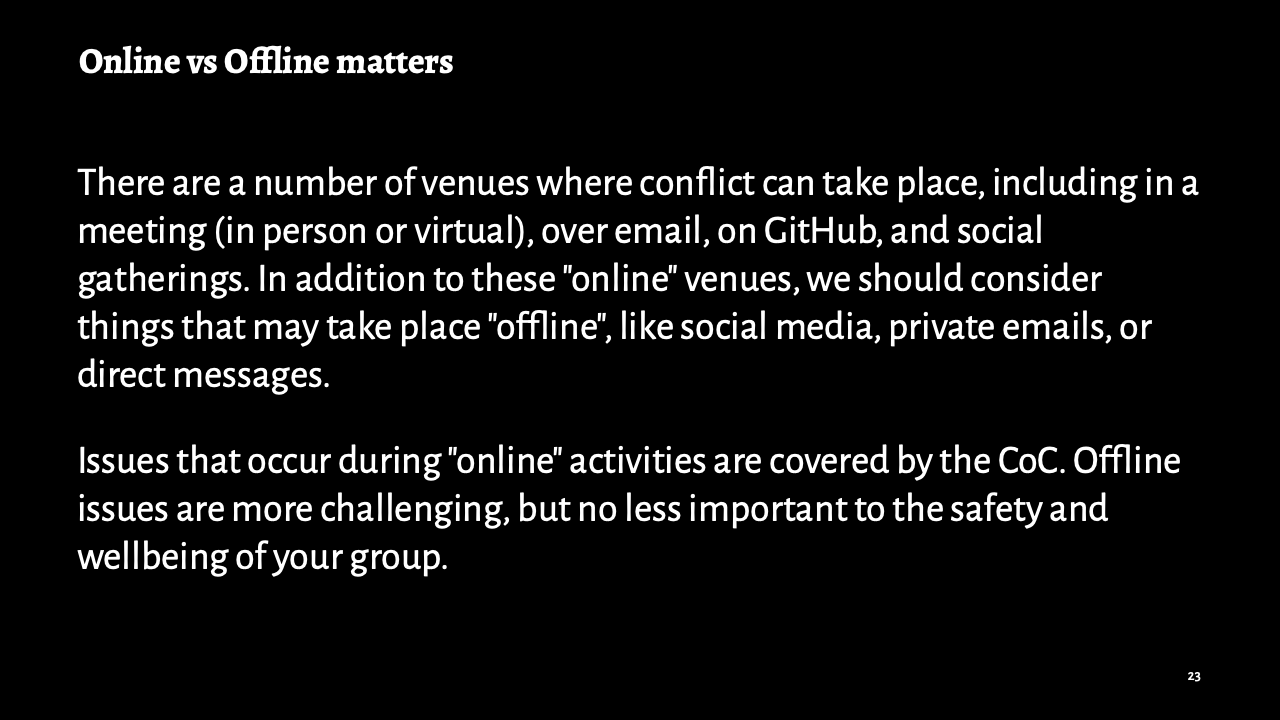 Online vs Offline matters
There are a number of venues where conflict can take place, including in a
meeting (in person or virtual), over email, on GitHub, and social
gatherings. In addition to these "online" venues, we should consider
things that may take place "offline", like social media, private emails, or
direct messages.
Issues that occur during "online" activities are covered by the CoC. Offline
issues are more challenging, but no less important to the safety and
wellbeing of your group.
23